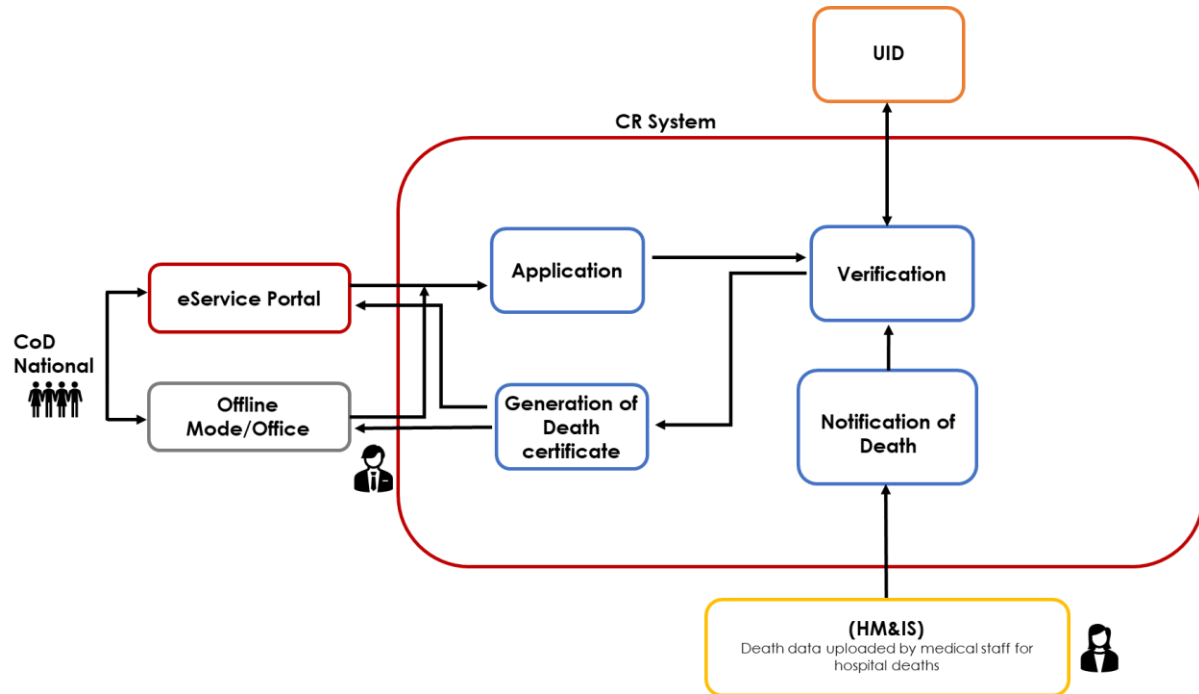 UID
CR System
Application
Verification
eService Portal
CoD
National
Offline
Mode/Office
Generation of
Death
certificate
Notification of
Death
(HM&IS)
Death data uploaded by medical staff for
hospital deaths